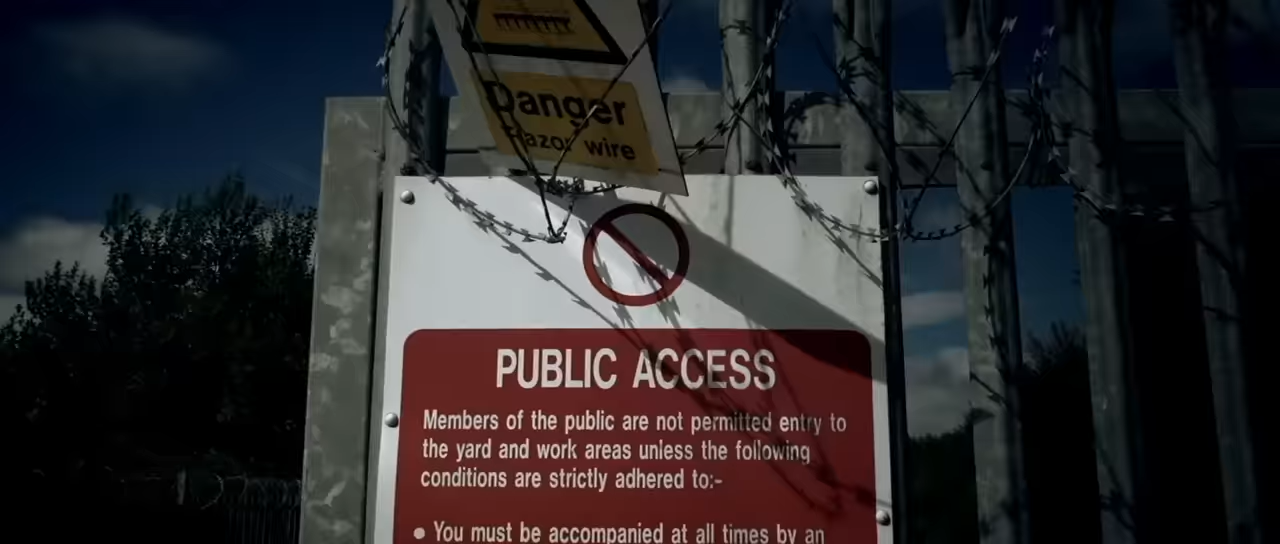 Danger
Razor wire
PUBLIC ACCESS
Members of the public are not permitted entry to
the yard and work areas unless the following
conditions are strictly adhered to:-
• You must be accompanied at all times by an